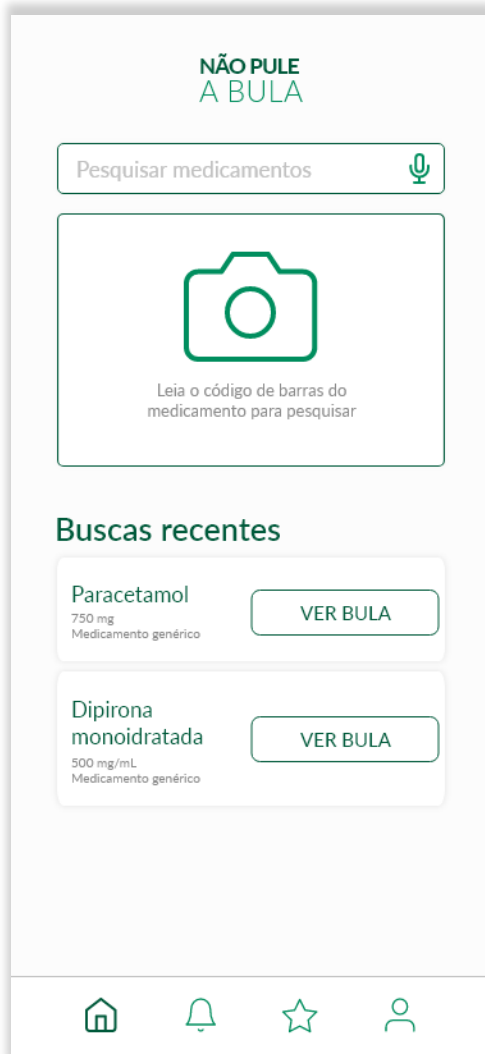 NÃO PULE
A BULA
Pesquisar medicamentos
Leia o código de barras do
medicamento para pesquisar
Buscas recentes
Paracetamol
750 mg
Medicamento genérico
VER BULA
Dipirona
monoidratada
500 mg/mL
Medicamento genérico
VER BULA